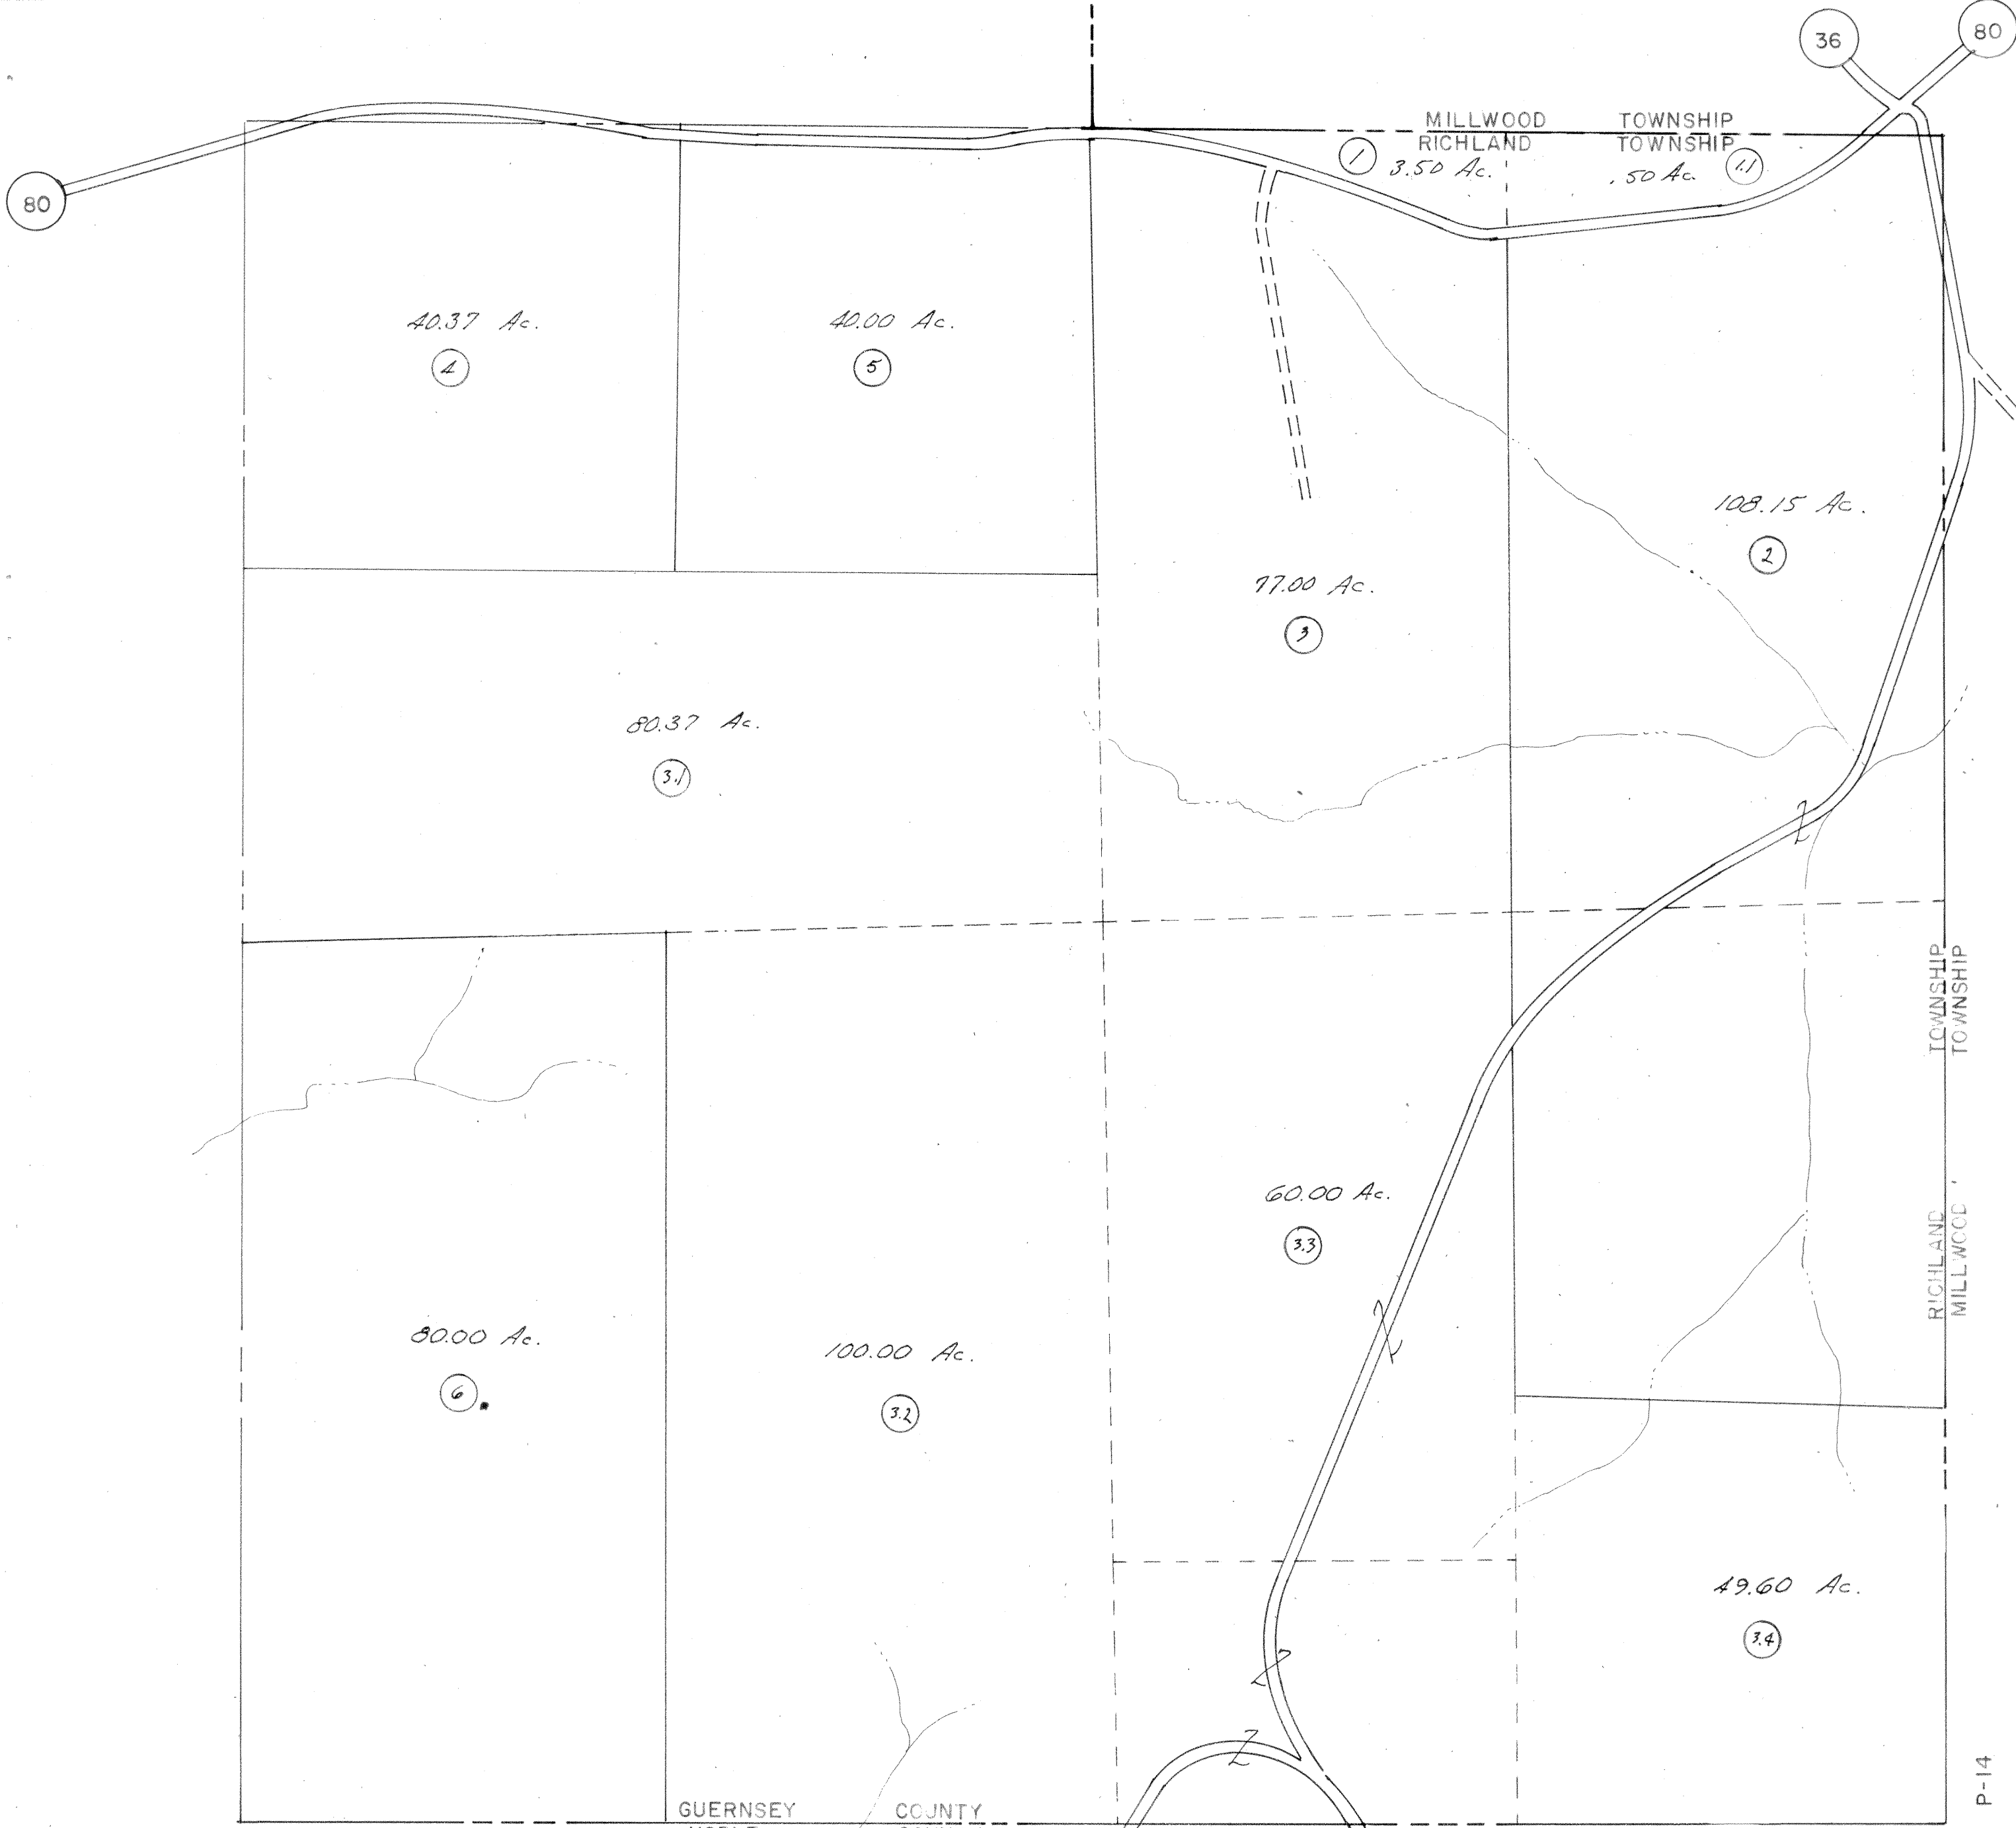 36
80
MILLWOOD TOWNSHIP
RICHLAND TOWNSHIP
1 3.50 Ac.
.50 Ac. 1.1
80
40.37 Ac.
4
40.00 Ac.
5
108.15 Ac.
2
77.00 Ac.
3
80.37 Ac.
3.1
RICHLAND TOWNSHIP
MILLWOOD TOWNSHIP
60.00 Ac.
3.3
80.00 Ac.
6
100.00 Ac.
3.2
49.60 Ac.
3.4
P-14
GUERNSEY COUNTY